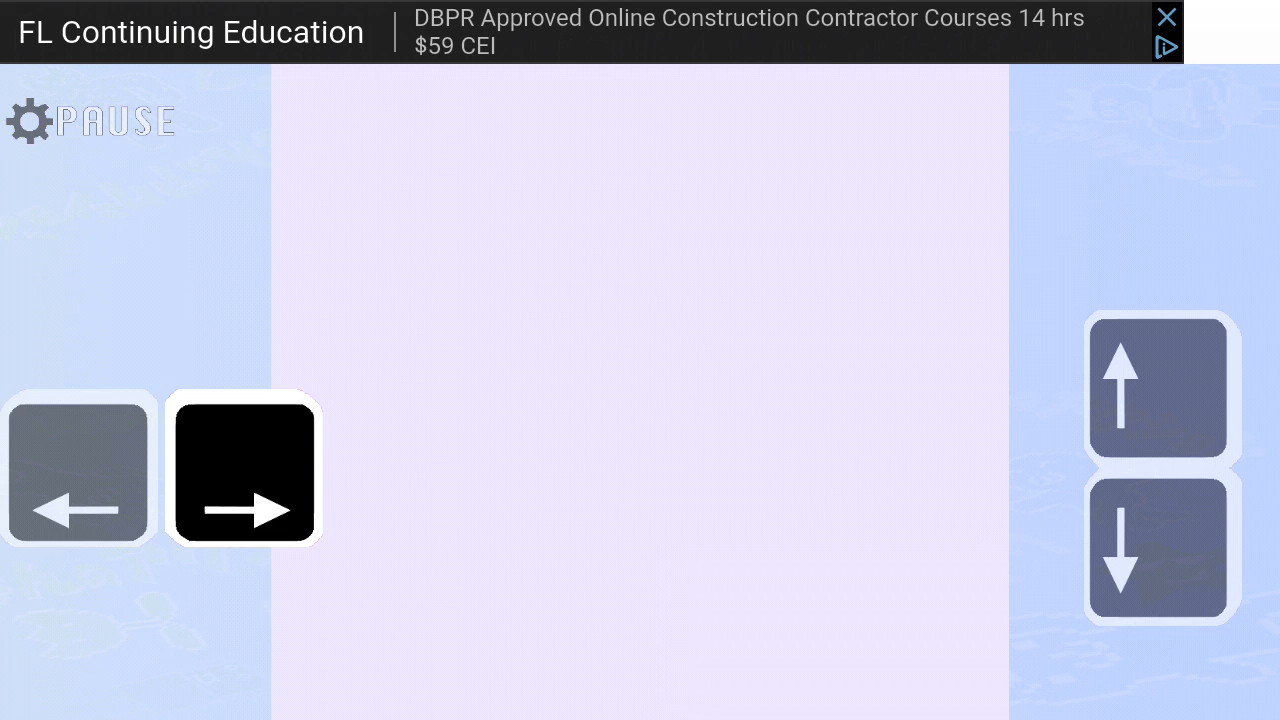 FL Continuing Education
DBPR Approved Online Construction Contractor Courses 14 hrs
$59 CEI
PAUSE